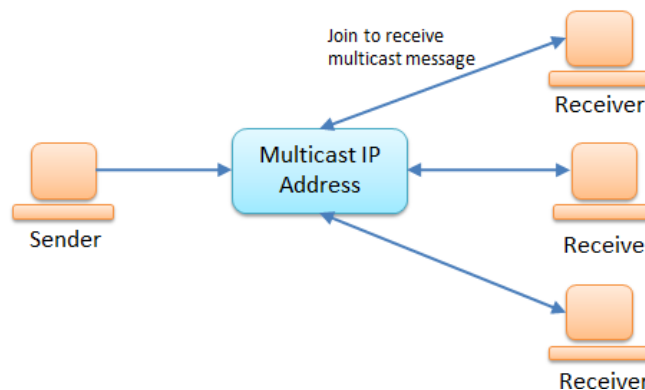 Join to receive
multicast message
Receiver
Multicast IP
Address
Sender
Receive
Receiver